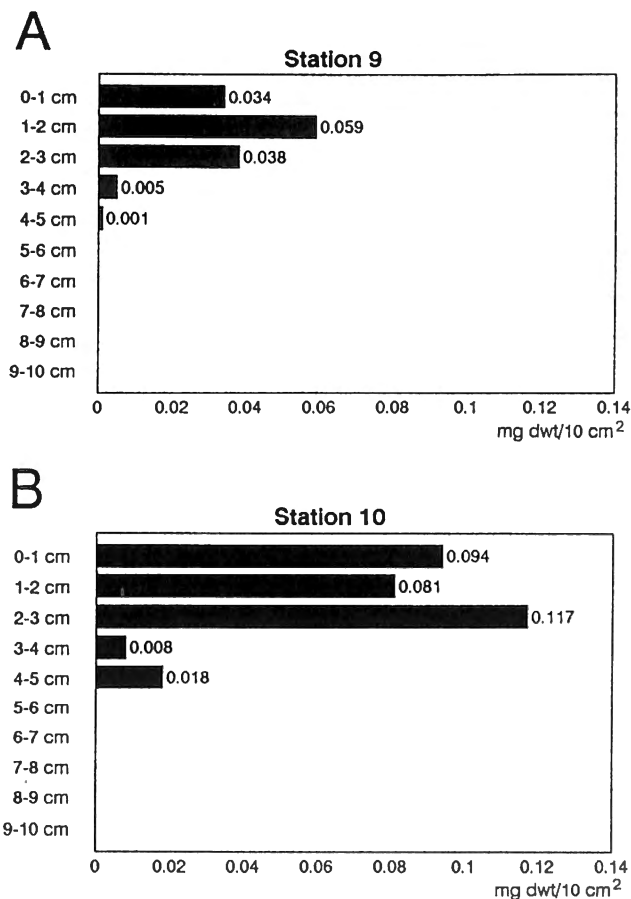 A
Station 9
0-1 cm 0.034
1-2 cm 0.059
2-3 cm 0.038
3-4 cm 0.005
4-5 cm 0.001
5-6 cm
6-7 cm
7-8 cm
8-9 cm
9-10 cm
0 0.02 0.04 0.06 0.08 0.1 0.12 0.14
mg dwt/10 cm²
B
Station 10
0-1 cm 0.094
1-2 cm 0.081
2-3 cm 0.117
3-4 cm 0.008
4-5 cm 0.018
5-6 cm
6-7 cm
7-8 cm
8-9 cm
9-10 cm
0 0.02 0.04 0.06 0.08 0.1 0.12 0.14
mg dwt/10 cm²